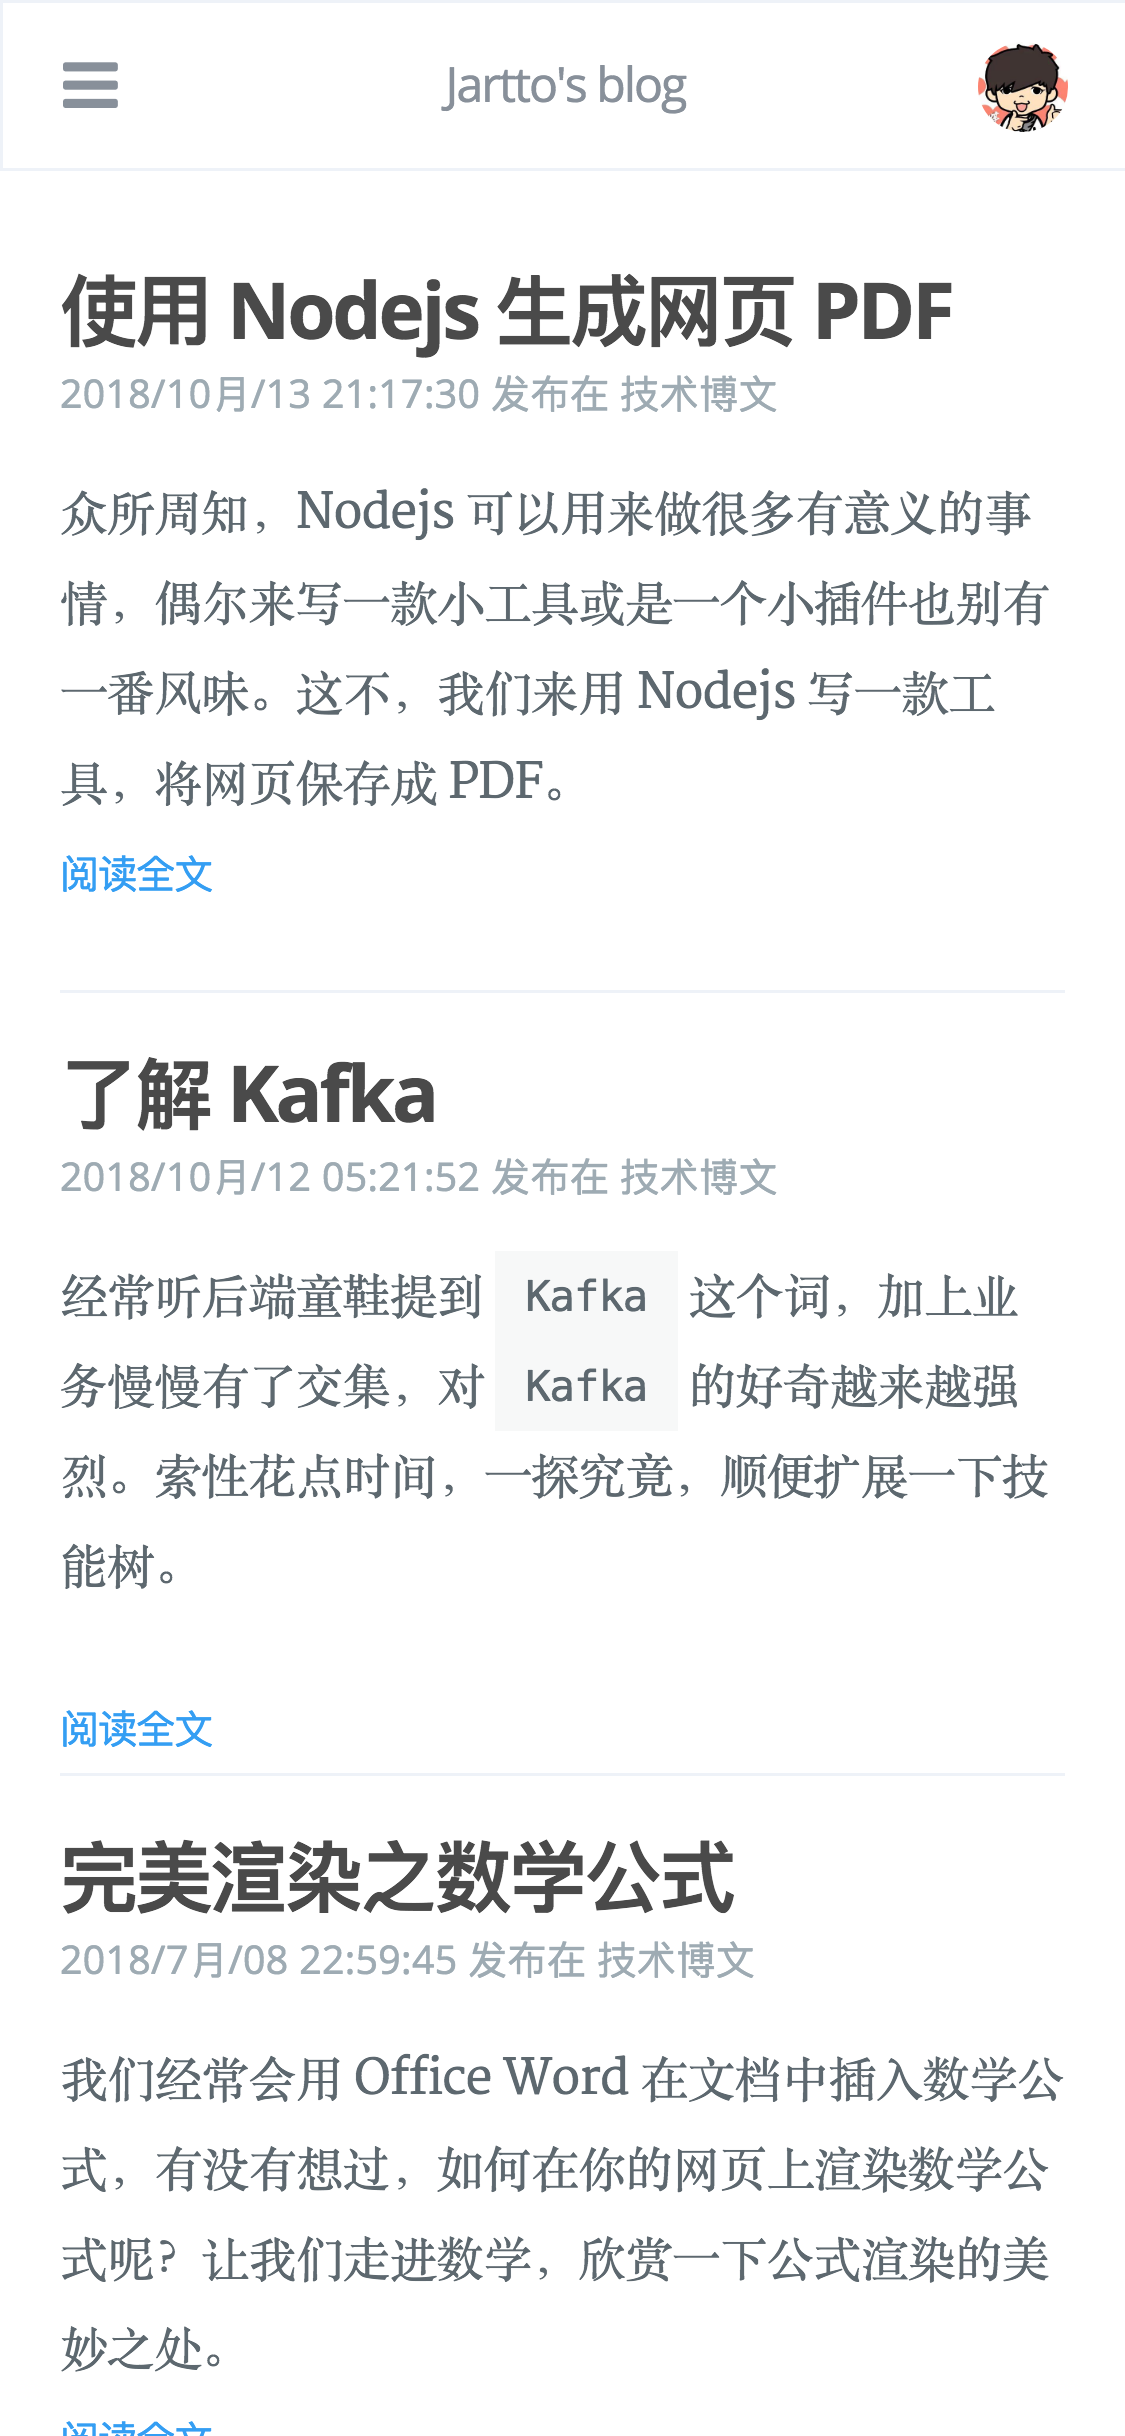 Jartto's blog
使用 Nodejs 生成网页 PDF
2018/10月/13 21:17:30 发布在 技术博文
众所周知，Nodejs 可以用来做很多有意义的事
情，偶尔来写一款小工具或是一个小插件也别有
一番风味。这不，我们来用 Nodejs 写一款工
具，将网页保存成 PDF。
阅读全文
了解 Kafka
2018/10月/12 05:21:52 发布在 技术博文
经常听后端童鞋提到 Kafka 这个词，加上业
务慢慢有了交集，对 Kafka 的好奇越来越强
烈。索性花点时间，一探究竟，顺便扩展一下技
能树。
阅读全文
完美渲染之数学公式
2018/7月/08 22:59:45 发布在 技术博文
我们经常会用 Office Word 在文档中插入数学公
式，有没有想过，如何在你的网页上渲染数学公
式呢？让我们走进数学，欣赏一下公式渲染的美
妙之处。
阅读全文